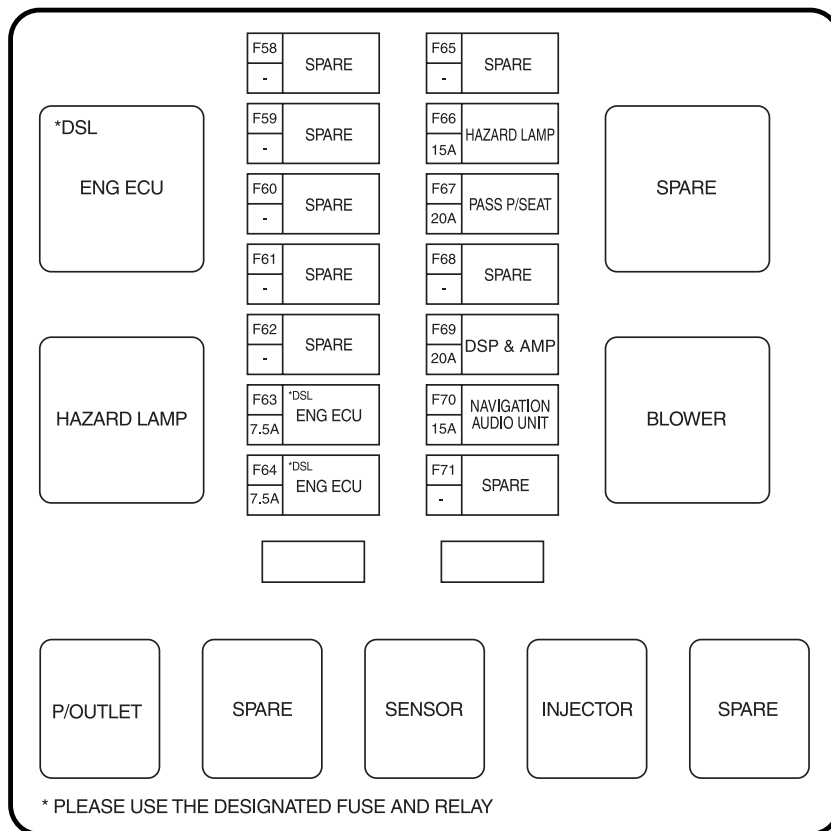 F58
-
SPARE
F65
-
SPARE
*DSL
ENG ECU
F59
-
SPARE
F66
15A
HAZARD LAMP
SPARE
F60
-
SPARE
F67
20A
PASS P/SEAT
F61
-
SPARE
F68
-
SPARE
HAZARD LAMP
F62
-
SPARE
F69
20A
DSP & AMP
BLOWER
F63
7.5A
*DSL
ENG ECU
F70
15A
NAVIGATION
AUDIO UNIT
F64
7.5A
*DSL
ENG ECU
F71
-
SPARE
P/OUTLET
SPARE
SENSOR
INJECTOR
SPARE
* PLEASE USE THE DESIGNATED FUSE AND RELAY